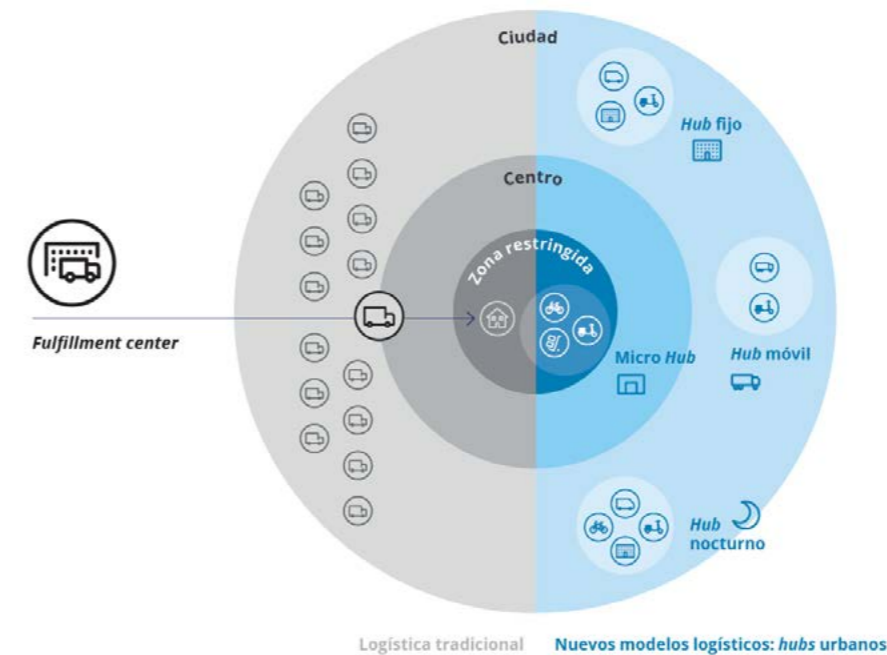 Ciudad
Hub fijo
Centro
Zona restringida
Fulfillment center
Micro Hub
Hub móvil
Hub
nocturno
Logística tradicional
Nuevos modelos logísticos: hubs urbanos